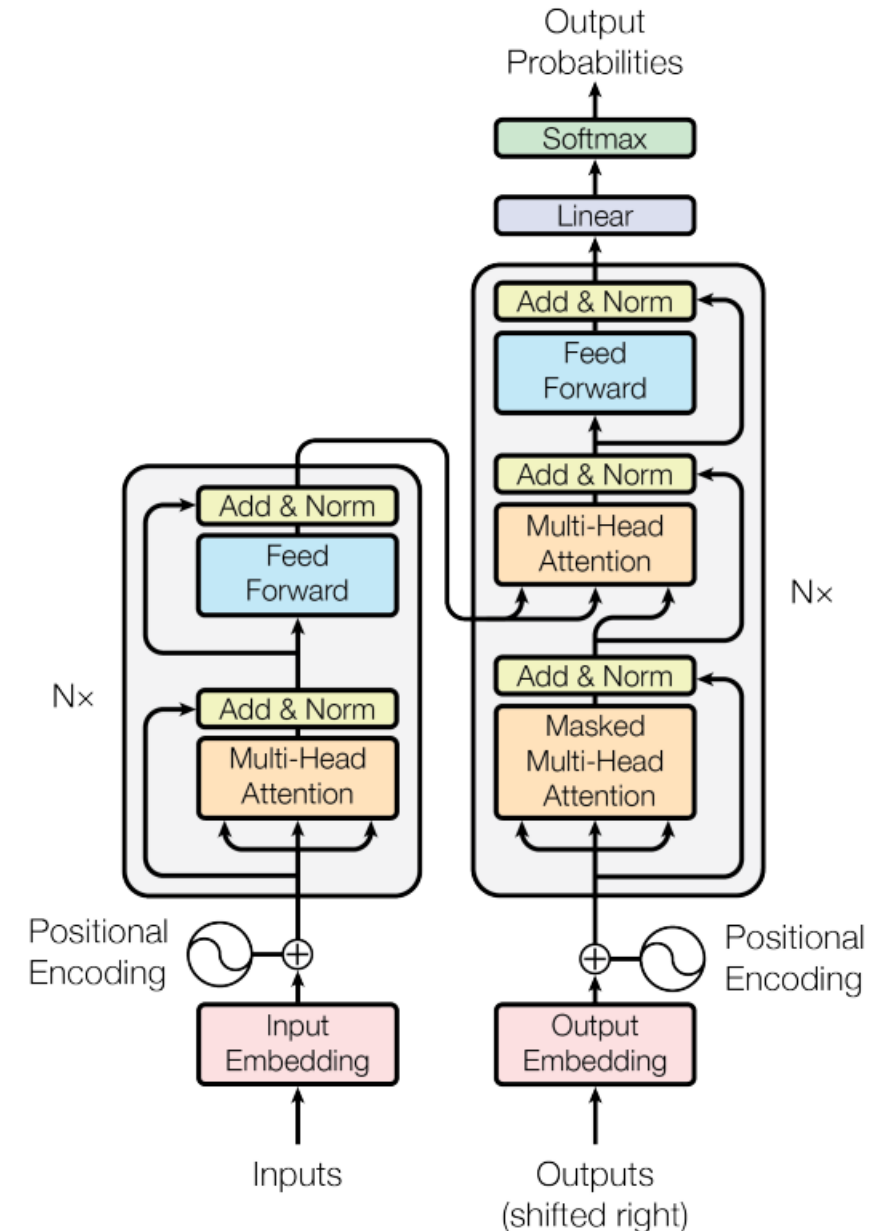 Output
Probabilities
Softmax
Linear
Add & Norm
Feed
Forward
Add & Norm
Multi-Head
Attention
N×
Add & Norm
Masked
Multi-Head
Attention
Add & Norm
Feed
Forward
N×
Add & Norm
Multi-Head
Attention
Positional
Encoding
Positional
Encoding
Input
Embedding
Output
Embedding
Inputs
Outputs
(shifted right)